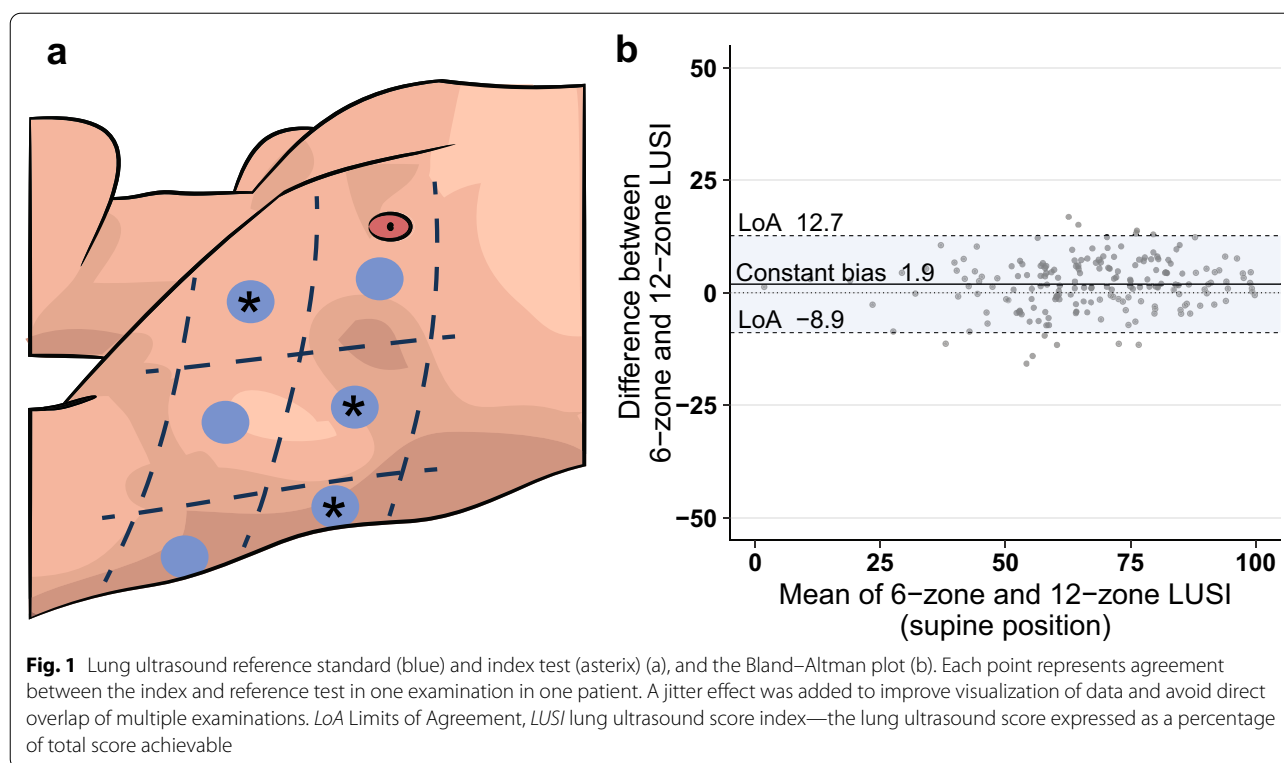 a
*
*
*
b
50
25
0
−25
−50
Difference between
6−zone and 12−zone LUSI
LoA 12.7
Constant bias 1.9
LoA −8.9
0
25
50
75
100
Mean of 6−zone and 12−zone LUSI
(supine position)
Fig. 1 Lung ultrasound reference standard (blue) and index test (asterix) (a), and the Bland–Altman plot (b). Each point represents agreement
between the index and reference test in one examination in one patient. A jitter effect was added to improve visualization of data and avoid direct
overlap of multiple examinations. LoA Limits of Agreement, LUSI lung ultrasound score index—the lung ultrasound score expressed as a percentage
of total score achievable